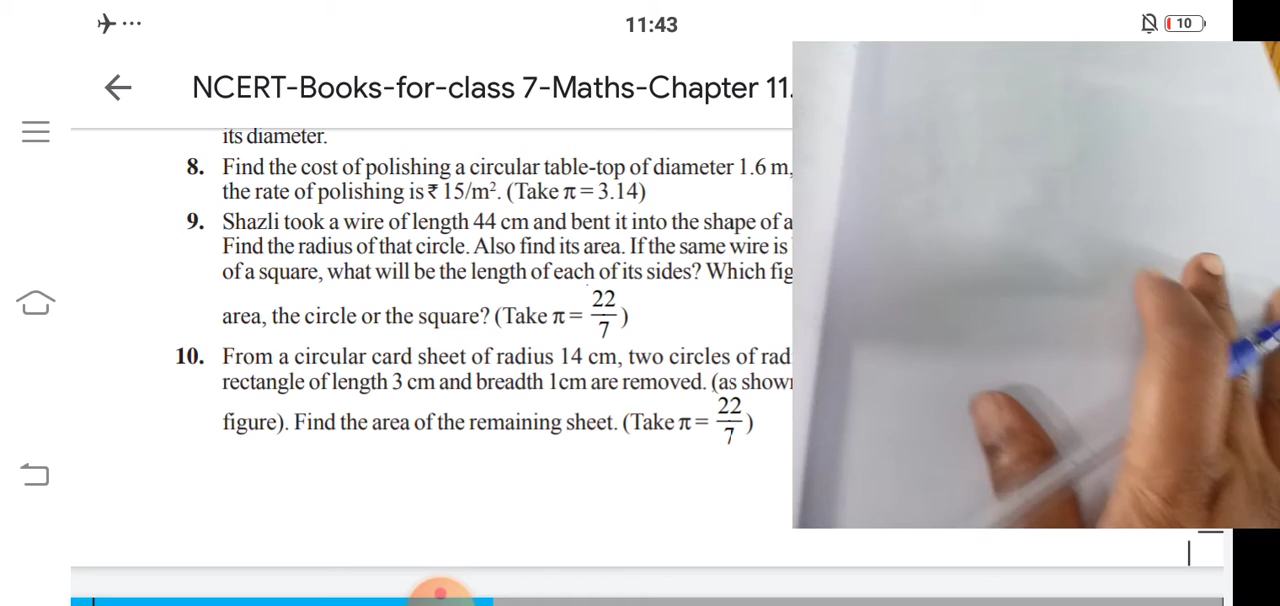 11:43
10
NCERT-Books-for-class 7-Maths-Chapter 11.
its diameter.
8. Find the cost of polishing a circular table-top of diameter 1.6 m,
the rate of polishing is ₹ 15/m². (Take π = 3.14)
9. Shazli took a wire of length 44 cm and bent it into the shape of a
Find the radius of that circle. Also find its area. If the same wire is
of a square, what will be the length of each of its sides? Which fig
area, the circle or the square? (Take π = 22/7)
10. From a circular card sheet of radius 14 cm, two circles of rad
rectangle of length 3 cm and breadth 1cm are removed. (as show
figure). Find the area of the remaining sheet. (Take π = 22/7)